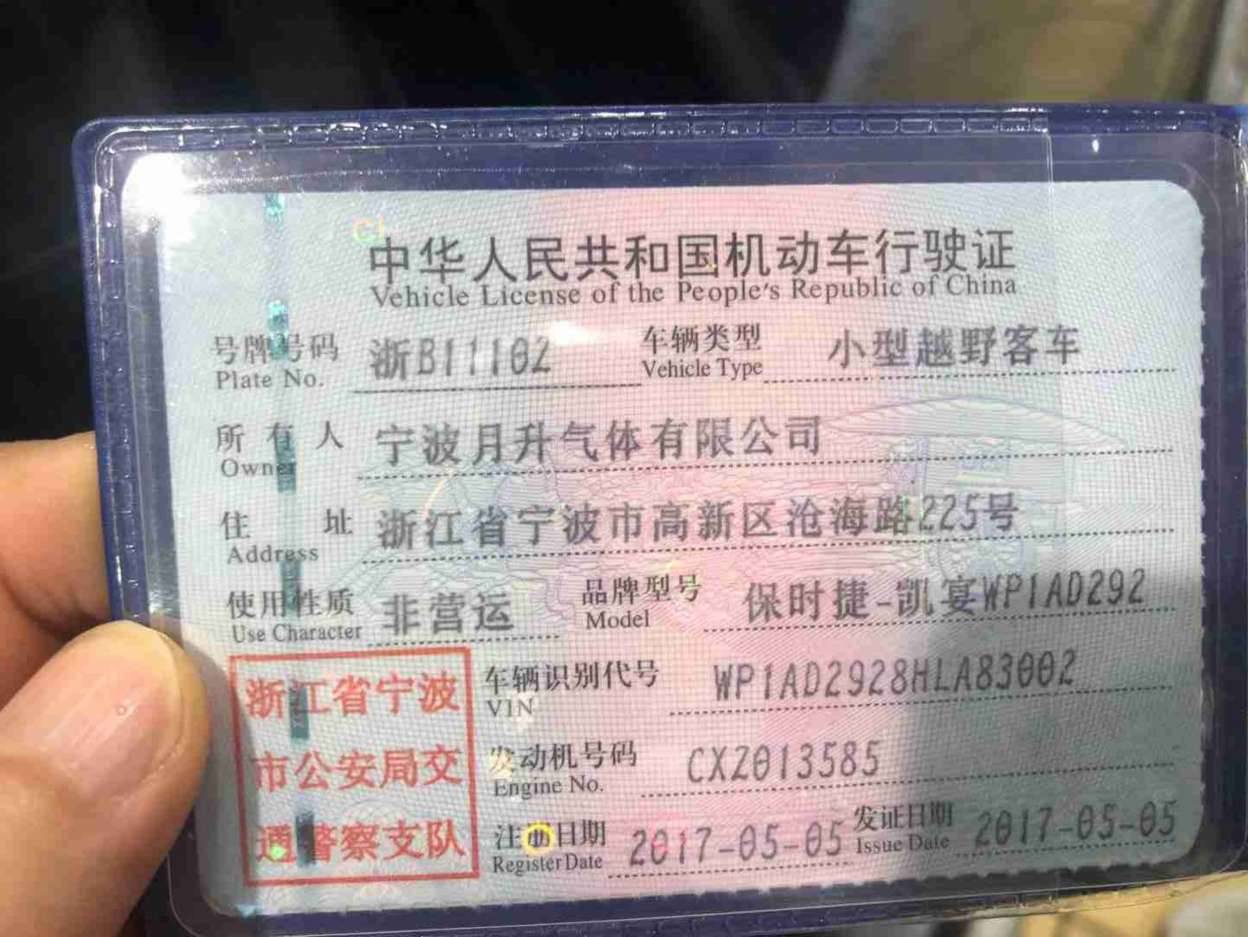 中华人民共和国机动车行驶证
Vehicle License of the People's Republic of China
号牌号码 浙B11102 车辆类型 小型越野客车
Plate No. Vehicle Type
所有人 宁波月升气体有限公司
Owner
住址 浙江省宁波市高新区沧海路225号
Address
使用性质 非营运 品牌型号 保时捷-凯宴WP1AD292
Use Character Model
浙江省宁波
市公安局交
通警察支队
车辆识别代号 WP1AD2928HLA83002
VIN
发动机号码 CXZ013585
Engine No.
注册日期 2017-05-05 发证日期 2017-05-05
Register Date Issue Date